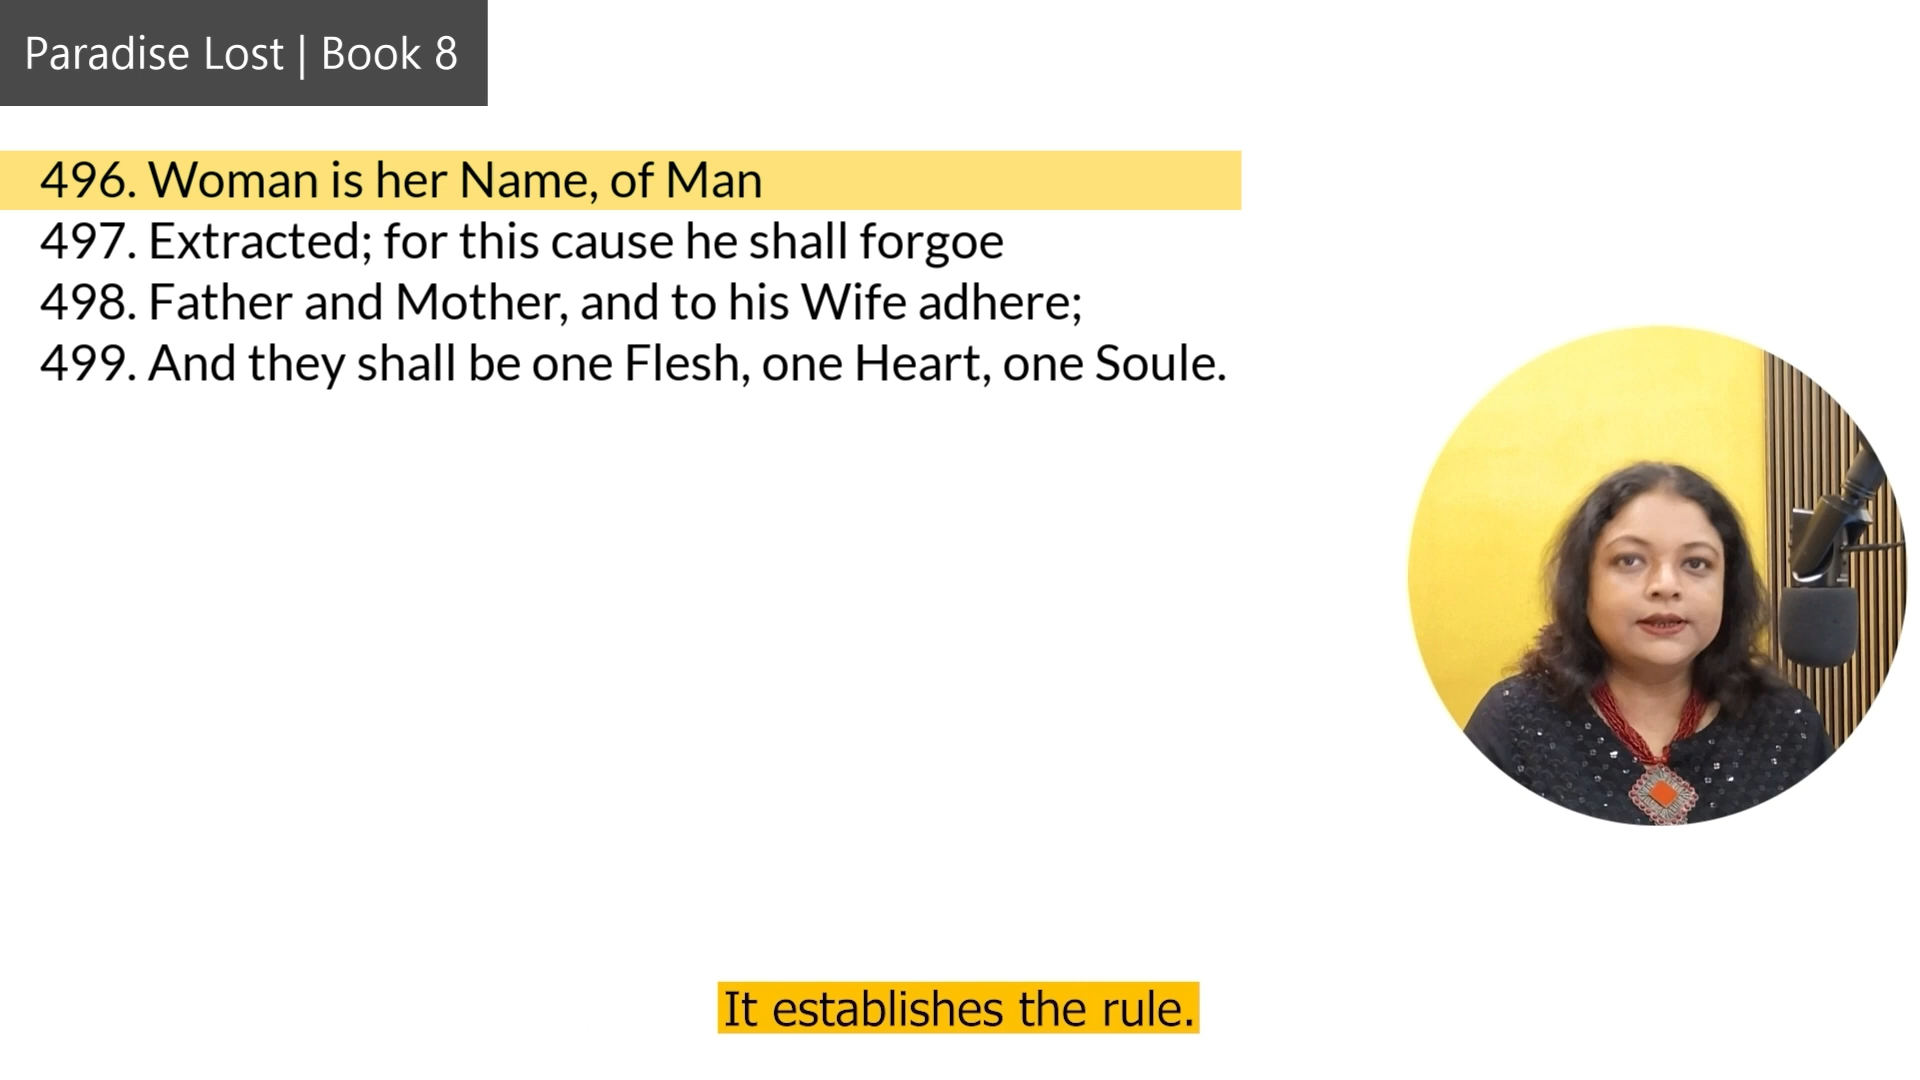 Paradise Lost | Book 8
496. Woman is her Name, of Man
497. Extracted; for this cause he shall forgoe
498. Father and Mother, and to his Wife adhere;
499. And they shall be one Flesh, one Heart, one Soule.
It establishes the rule.